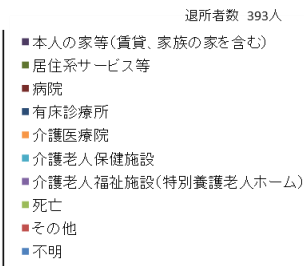 退所者数 393人
本人の家等(賃貸、家族の家を含む)
居住系サービス等
病院
有床診療所
介護医療院
介護老人保健施設
介護老人福祉施設(特別養護老人ホーム)
死亡
その他
不明